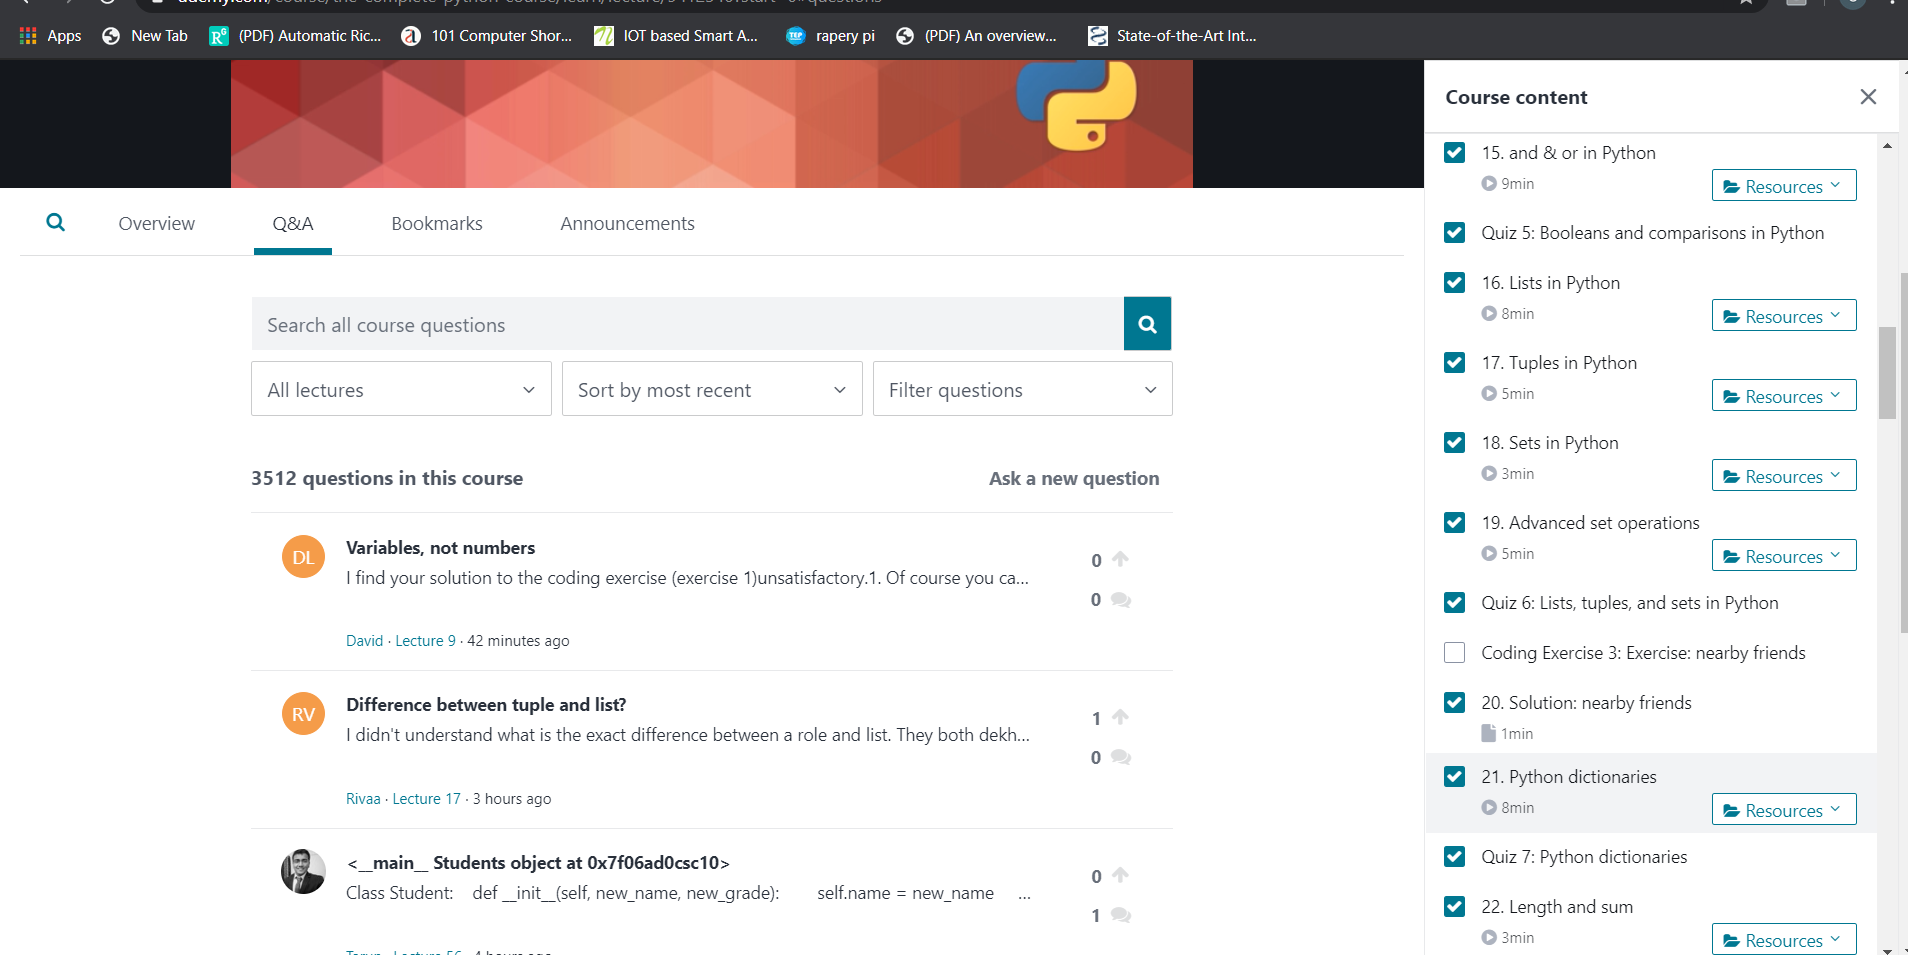 Apps
New Tab
(PDF) Automatic Ric...
101 Computer Shor...
IOT based Smart A...
rapery pi
(PDF) An overview...
State-of-the-Art Int...
Overview
Q&A
Bookmarks
Announcements
Search all course questions
All lectures
Sort by most recent
Filter questions
3512 questions in this course
Ask a new question
DL
Variables, not numbers
I find your solution to the coding exercise (exercise 1)unsatisfactory.1. Of course you ca...
0
0
David · Lecture 9 · 42 minutes ago
RV
Difference between tuple and list?
I didn't understand what is the exact difference between a role and list. They both dekh...
1
0
Rivaa · Lecture 17 · 3 hours ago
<__main__ Students object at 0x7f06ad0csc10>
Class Student: def __init__(self, new_name, new_grade): self.name = new_name ...
0
1
Course content
15. and & or in Python
9min
Resources
Quiz 5: Booleans and comparisons in Python
16. Lists in Python
8min
Resources
17. Tuples in Python
5min
Resources
18. Sets in Python
3min
Resources
19. Advanced set operations
5min
Resources
Quiz 6: Lists, tuples, and sets in Python
Coding Exercise 3: Exercise: nearby friends
20. Solution: nearby friends
1min
21. Python dictionaries
8min
Resources
Quiz 7: Python dictionaries
22. Length and sum
3min
Resources